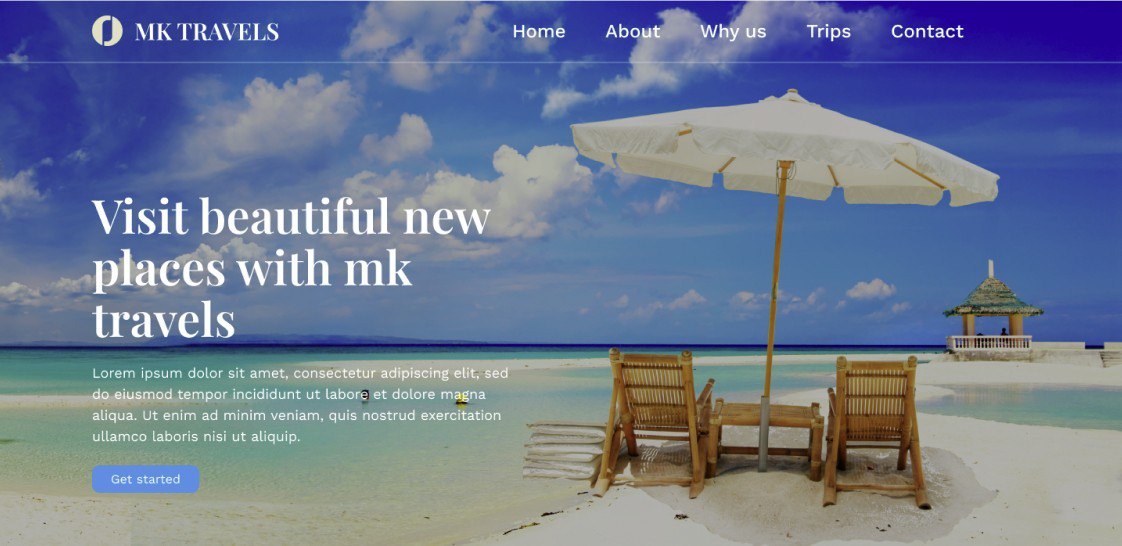 MK TRAVELS
Home About Why us Trips Contact
Visit beautiful new
places with mk
travels
Lorem ipsum dolor sit amet, consectetur adipiscing elit, sed
do eiusmod tempor incididunt ut labore et dolore magna
aliqua. Ut enim ad minim veniam, quis nostrud exercitation
ullamco laboris nisi ut aliquip.
Get started